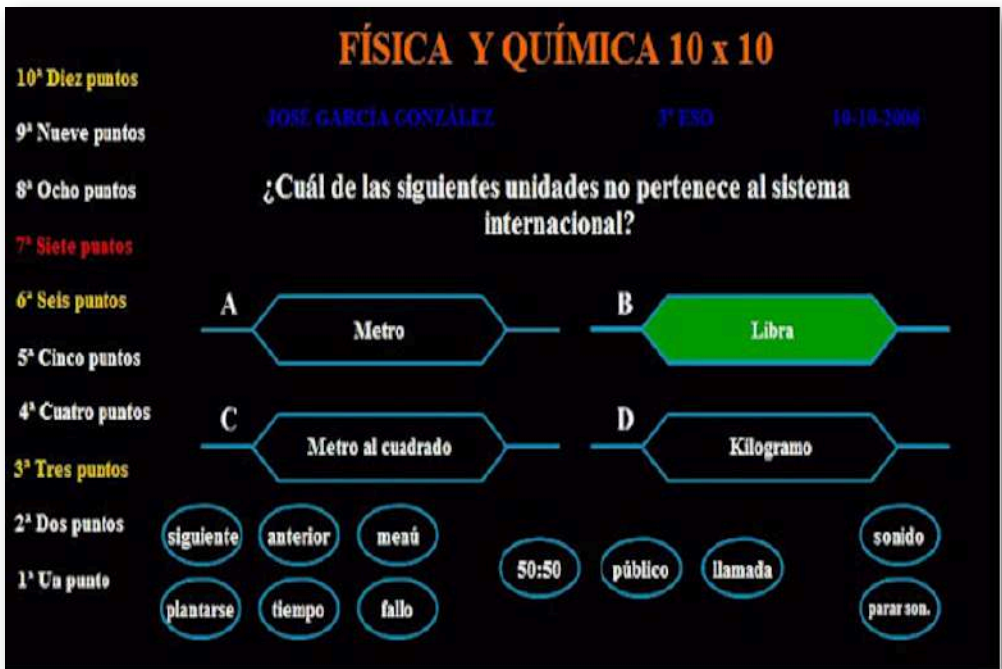 FÍSICA Y QUÍMICA 10 x 10
JOSÉ GARCÍA GONZÁLEZ 3º ESO 10-10-2006
10ª Diez puntos
9ª Nueve puntos
8ª Ocho puntos
7ª Siete puntos
6ª Seis puntos
5ª Cinco puntos
4ª Cuatro puntos
3ª Tres puntos
2ª Dos puntos
1ª Un punto
¿Cuál de las siguientes unidades no pertenece al sistema
internacional?
A Metro
B Libra
C Metro al cuadrado
D Kilogramo
siguiente anterior menú
plantarse tiempo fallo
50:50 público llamada
sonido
parar son.